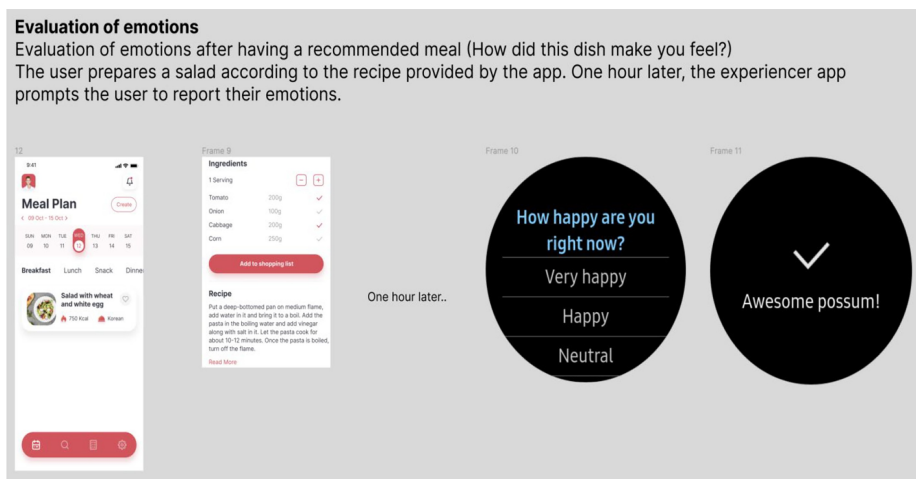 Evaluation of emotions
Evaluation of emotions after having a recommended meal (How did this dish make you feel?)
The user prepares a salad according to the recipe provided by the app. One hour later, the experiencer app
prompts the user to report their emotions.
12
9:41
Meal Plan
Create
< 09 Oct - 15 Oct >
SUN MON TUE WED THU FRI SAT
09 10 11 12 13 14 15
Breakfast Lunch Snack Dinne
Salad with wheat
and white egg
750 Kcal Korean
Frame 9
Ingredients
1 Serving
Tomato 200g
Onion 100g
Cabbage 200g
Corn 250g
Add to shopping list
Recipe
Put a deep-bottomed pan on medium flame,
add water in it and bring it to a boil. Add the
pasta in the boiling water and add vinegar
along with salt in it. Let the pasta cook for
about 10-12 minutes. Once the pasta is boiled,
turn off the flame.
Read More
One hour later..
Frame 10
How happy are you
right now?
Very happy
Happy
Neutral
Frame 11
Awesome possum!